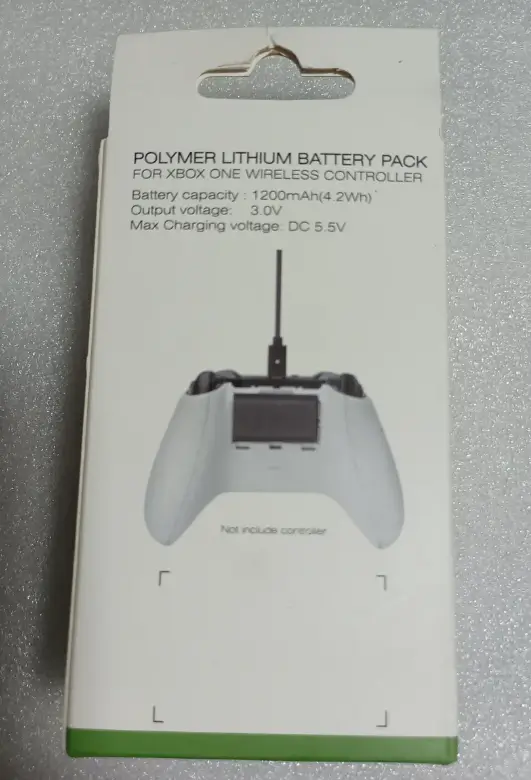 POLYMER LITHIUM BATTERY PACK
FOR XBOX ONE WIRELESS CONTROLLER
Battery capacity : 1200mAh(4.2Wh)
Output voltage: 3.0V
Max Charging voltage: DC 5.5V
Not include controller